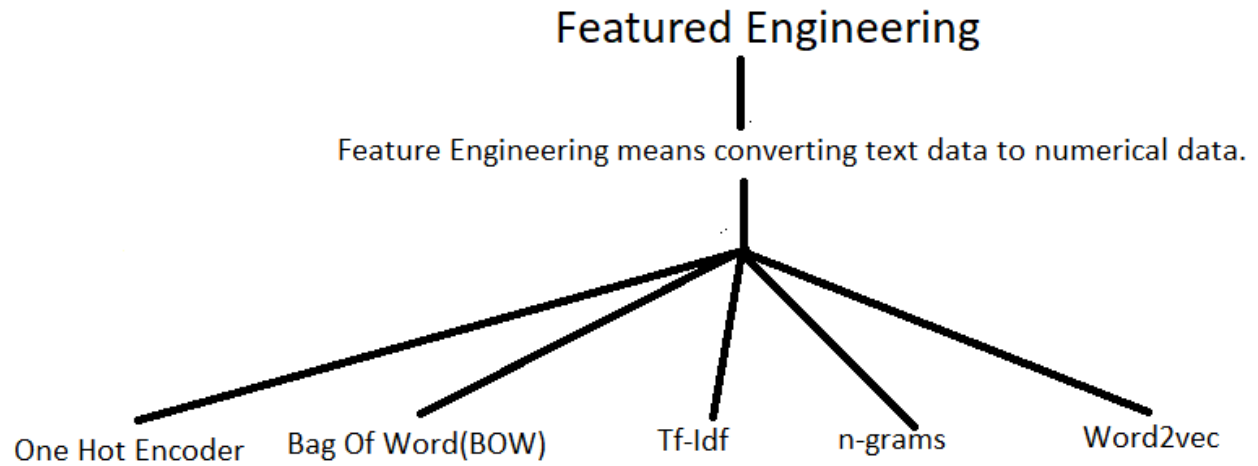 Featured Engineering
Feature Engineering means converting text data to numerical data.
One Hot Encoder
Bag Of Word(BOW)
Tf-Idf
n-grams
Word2vec